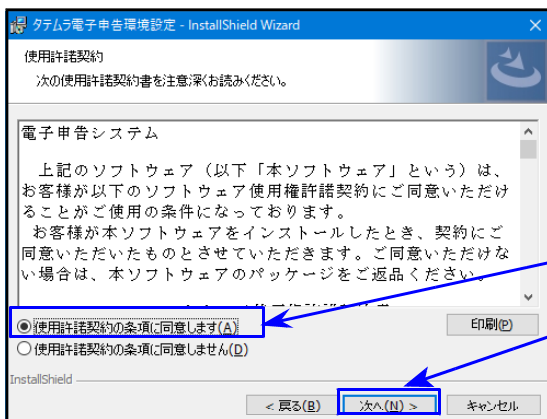 タテムラ電子申告環境設定 - InstallShield Wizard
使用許諾契約
次の使用許諾契約書を注意深くお読みください。
電子申告システム
上記のソフトウェア（以下「本ソフトウェア」という）は、
お客様が以下のソフトウェア使用権許諾契約にご同意いただけ
ることがご使用の条件になっております。
お客様が本ソフトウェアをインストールしたとき、契約にご
同意いただいたものとさせていただきます。ご同意いただけな
い場合は、本ソフトウェアのパッケージをご返品ください。
使用許諾契約の条項に同意します(A)
印刷(P)
使用許諾契約の条項に同意しません(D)
InstallShield
< 戻る(B)
次へ(N) >
キャンセル